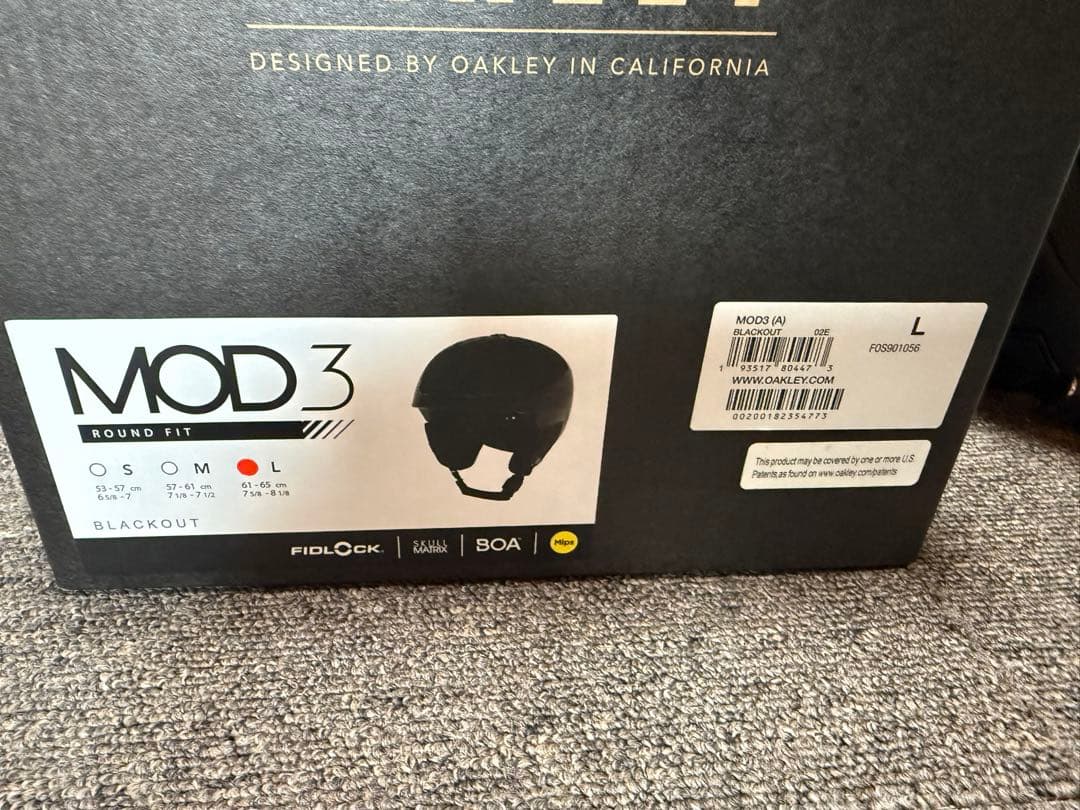 DESIGNED BY OAKLEY IN CALIFORNIA
MOD 3
ROUND FIT
S M L
53-57 cm 57-61 cm 61-65 cm
6 5/8 - 7 7 1/8 - 7 1/2 7 5/8 - 8 1/8
BLACKOUT
FIDLOCK. SKULL MATRIX BOA Mips
MOD3 (A)
BLACKOUT 02E
L
FOS901056
1 93517 80447 3
WWW.OAKLEY.COM
00200182354773
This product may be covered by one or more U.S.
Patents, as found on www.oakley.com/patents